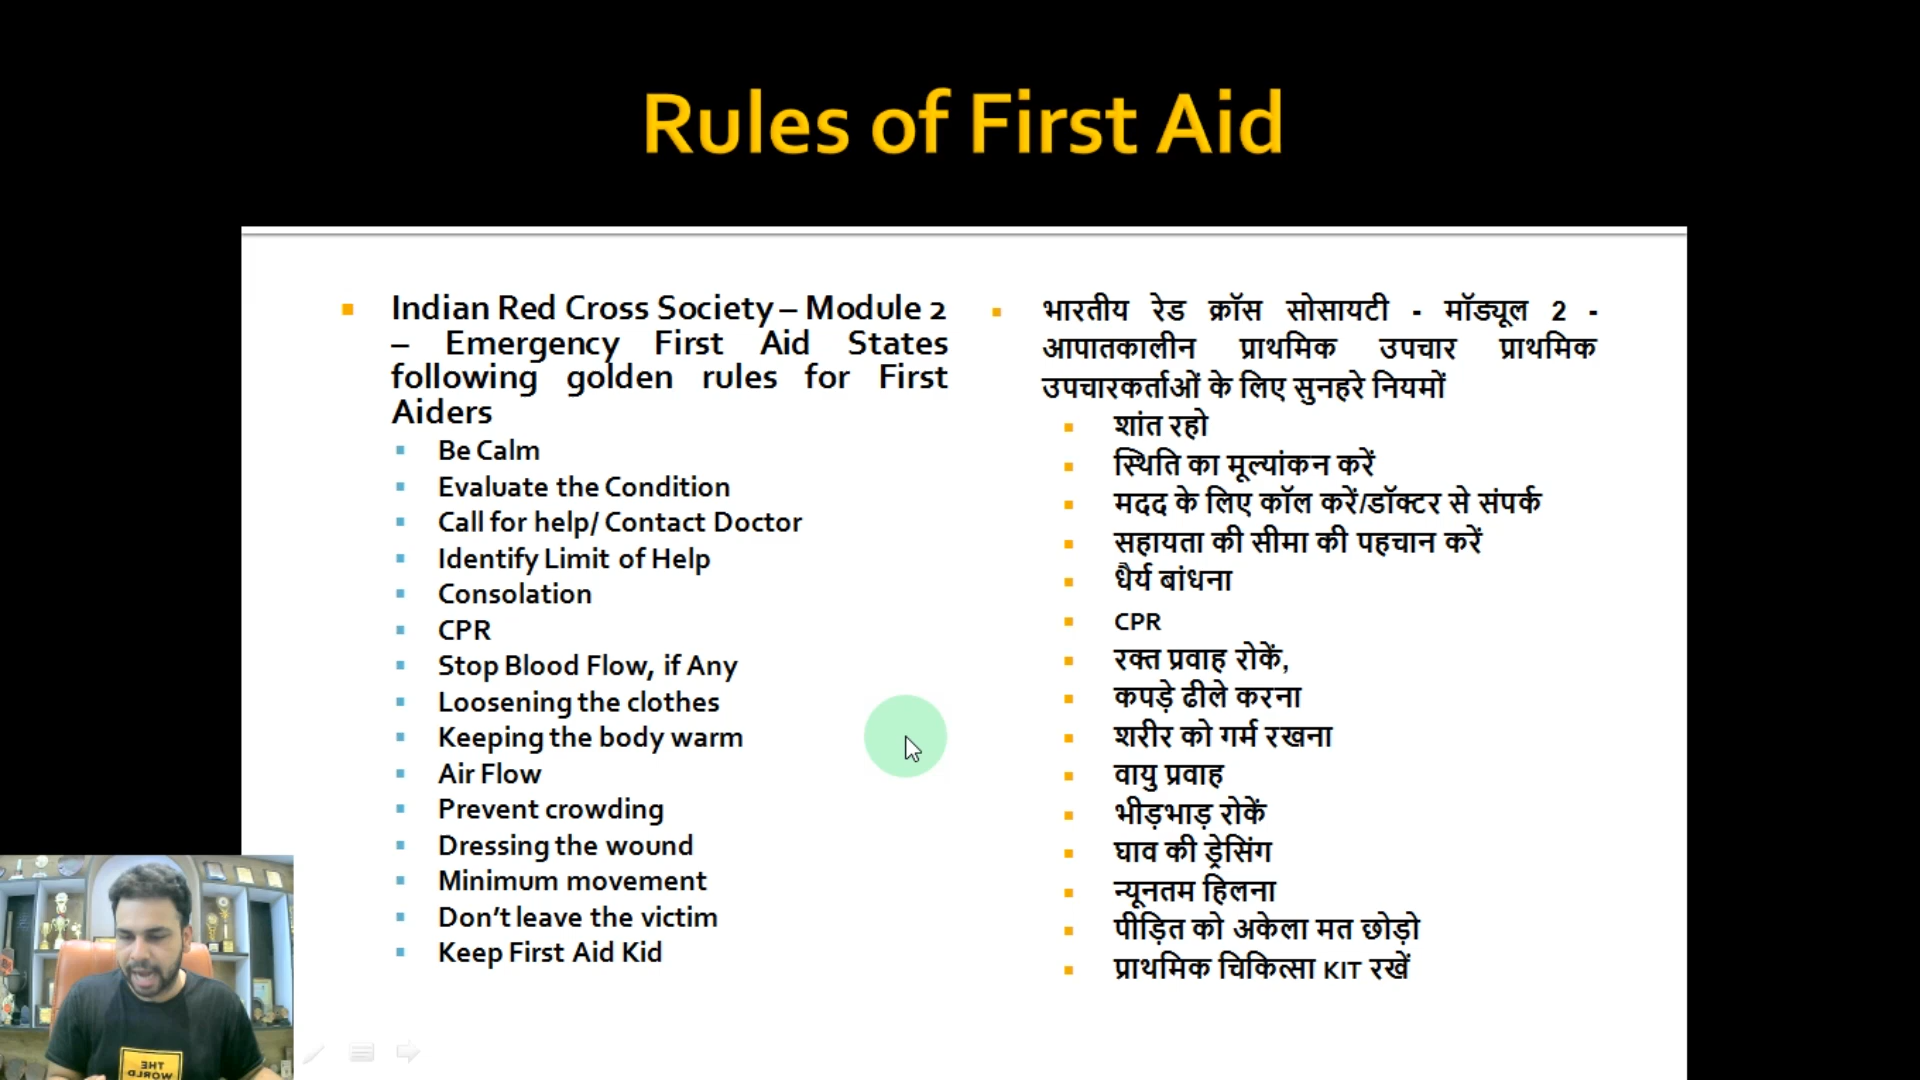 Rules of First Aid
Indian Red Cross Society – Module 2
– Emergency First Aid States
following golden rules for First
Aiders
Be Calm
Evaluate the Condition
Call for help/ Contact Doctor
Identify Limit of Help
Consolation
CPR
Stop Blood Flow, if Any
Loosening the clothes
Keeping the body warm
Air Flow
Prevent crowding
Dressing the wound
Minimum movement
Don’t leave the victim
Keep First Aid Kid
भारतीय रेड क्रॉस सोसायटी - मॉड्यूल 2 -
आपातकालीन प्राथमिक उपचार प्राथमिक
उपचारकर्ताओं के लिए सुनहरे नियमों
शांत रहो
स्थिति का मूल्यांकन करें
मदद के लिए कॉल करें/डॉक्टर से संपर्क
सहायता की सीमा की पहचान करें
धैर्य बांधना
CPR
रक्त प्रवाह रोकें,
कपड़े ढीले करना
शरीर को गर्म रखना
वायु प्रवाह
भीड़भाड़ रोकें
घाव की ड्रेसिंग
न्यूनतम हिलना
पीड़ित को अकेला मत छोड़ो
प्राथमिक चिकित्सा KIT रखें
THE
WORLD